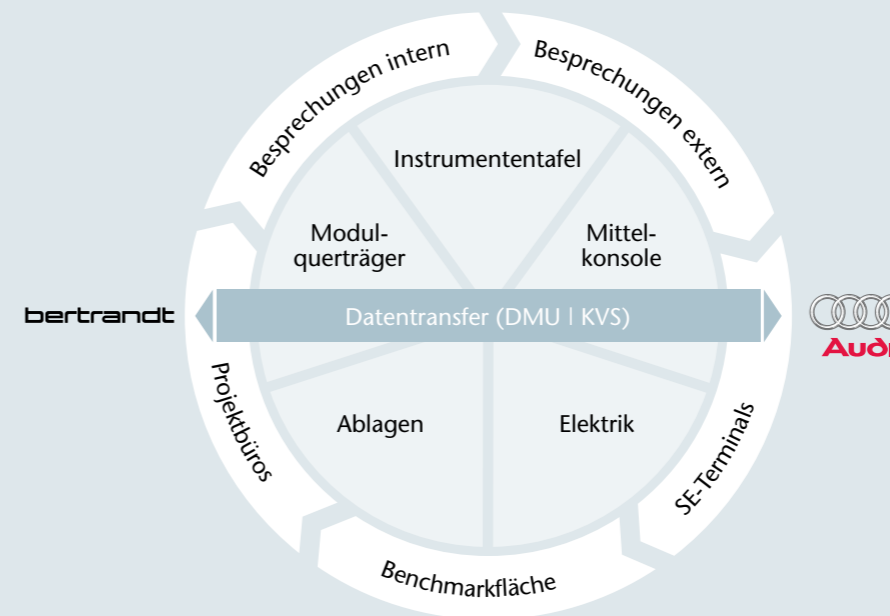 Besprechungen intern
Besprechungen extern
Instrumententafel
Modul-
querträger
Mittel-
konsole
bertrandt
Datentransfer (DMU | KVS)
Audi
Projektbüros
Ablagen
Elektrik
SE-Terminals
Benchmarkfläche